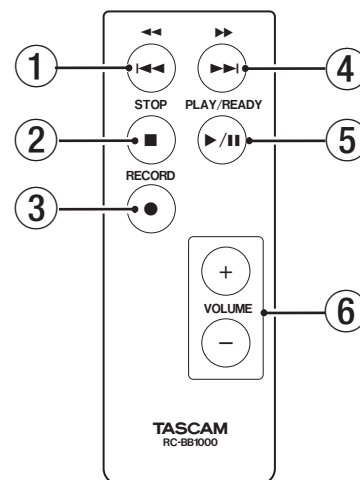 1
4
STOP
PLAY/READY
2
5
RECORD
3
+
VOLUME
6
−
TASCAM
RC-BB1000